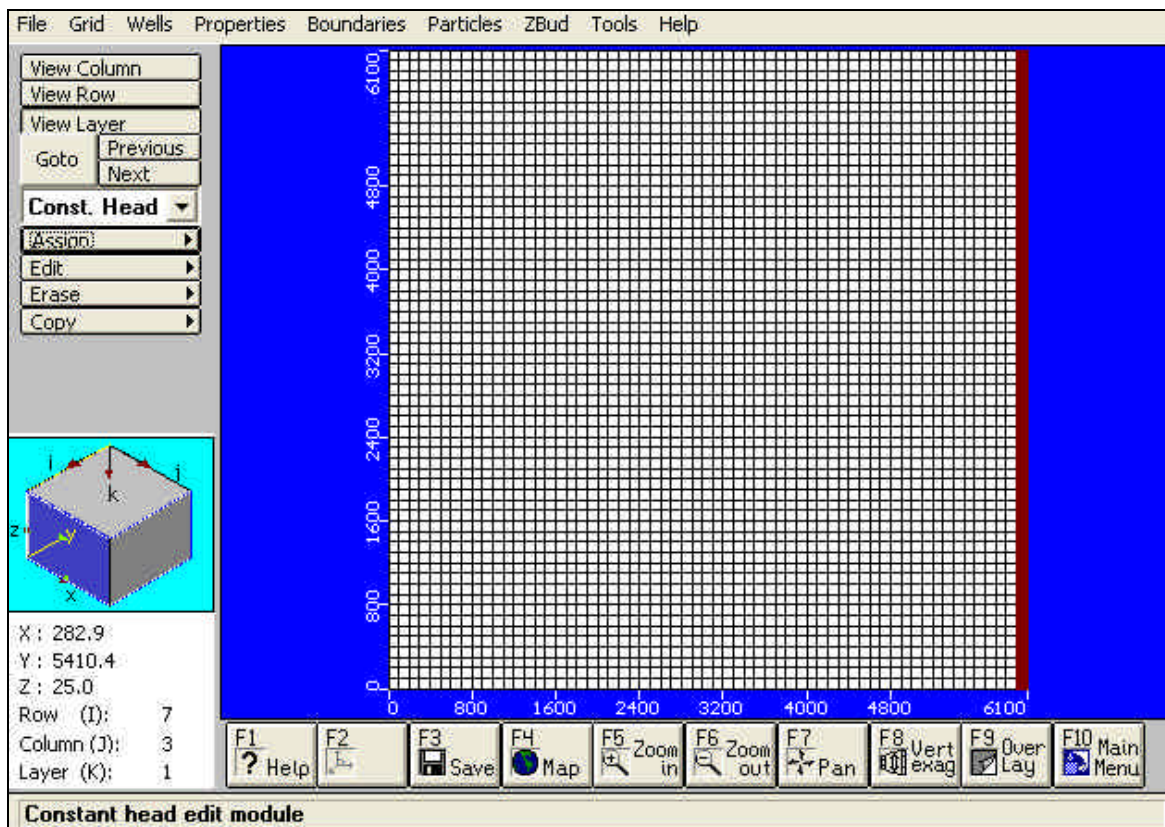 File Grid Wells Properties Boundaries Particles ZBud Tools Help
View Column
View Row
View Layer
Goto
Previous
Next
Const. Head
Assign
Edit
Erase
Copy
6100
4800
4000
3200
2400
1600
800
0
0 800 1600 2400 3200 4000 4800 6100
i
j
k
z
y
x
X : 282.9
Y : 5410.4
Z : 25.0
Row (I): 7
Column (J): 3
Layer (K): 1
F1 ? Help
F2
F3 Save
F4 Map
F5 Zoom in
F6 Zoom out
F7 Pan
F8 Vert exag
F9 Over Lay
F10 Main Menu
Constant head edit module